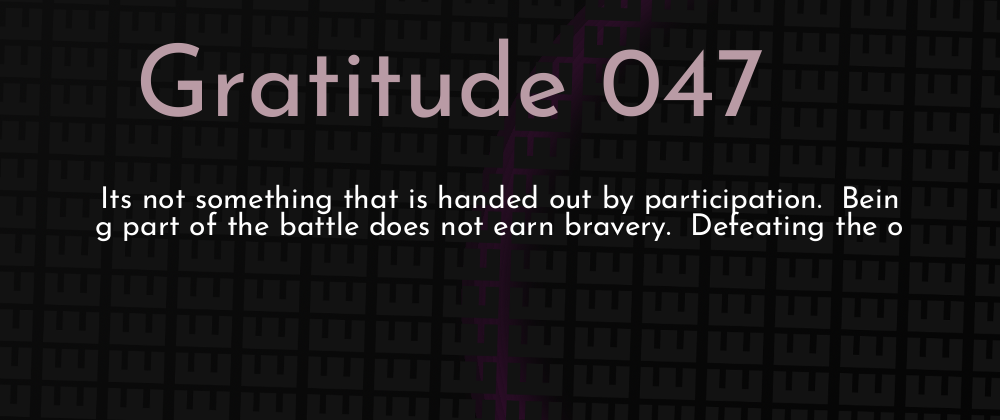 Gratitude 047
Its not something that is handed out by participation.  Bein
g part of the battle does not earn bravery.  Defeating the o